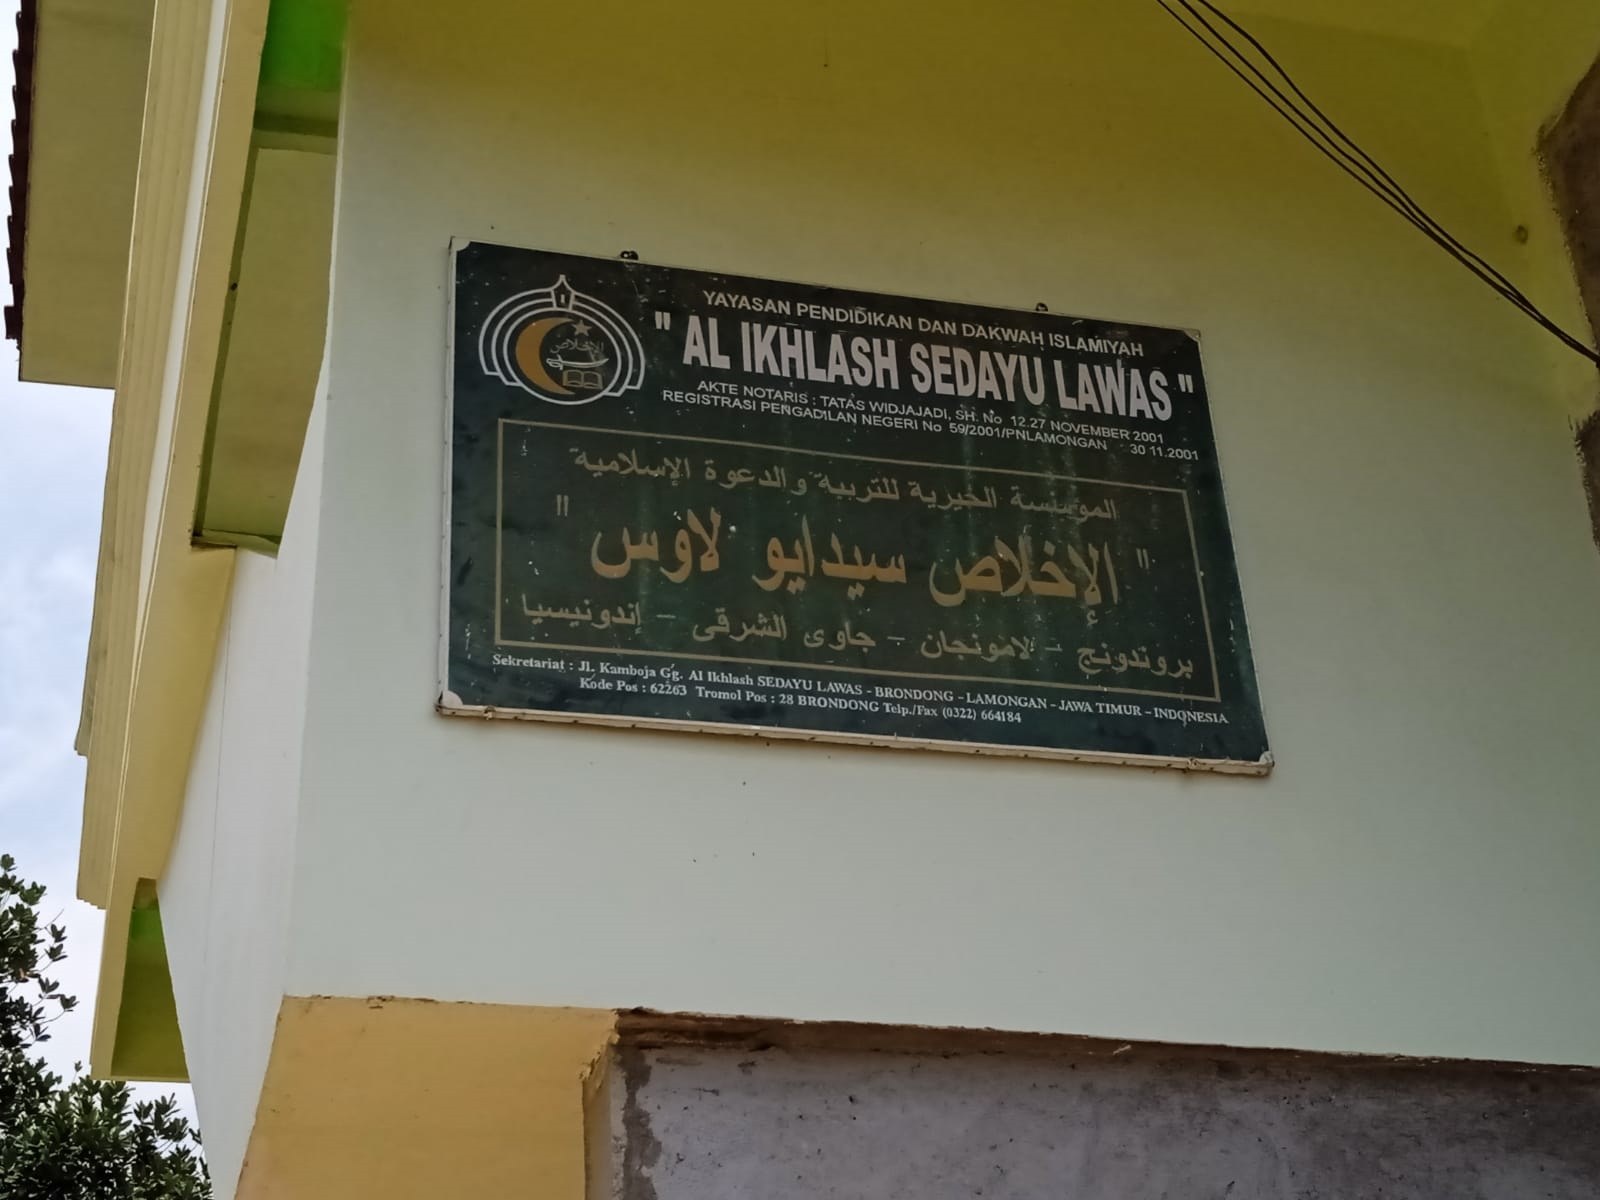 الإخلاص
YAYASAN PENDIDIKAN DAN DAKWAH ISLAMIYAH
" AL IKHLASH SEDAYU LAWAS "
AKTE NOTARIS : TATAS WIDJAJADI, SH. No 12.27 NOVEMBER 2001
REGISTRASI PENGADILAN NEGERI No 59/2001/PNLAMONGAN 30 11.2001
المؤسسة الخيرية للتربية والدعوة الإسلامية
" الإخلاص سيدايو لاوس "
بروندونج - لامونجان - جاوى الشرقى - إندونيسيا
Sekretariat : Jl. Kamboja Gg. Al Ikhlash SEDAYU LAWAS - BRONDONG - LAMONGAN - JAWA TIMUR - INDONESIA
Kode Pos : 62263 Tromol Pos : 28 BRONDONG Telp./Fax (0322) 664184